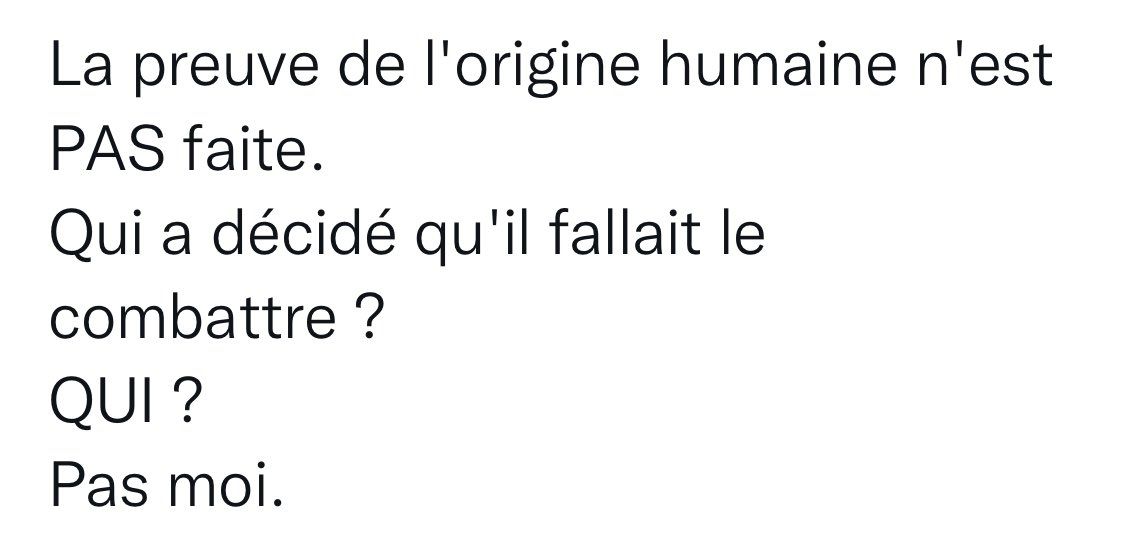 La preuve de l'origine humaine n'est
PAS faite.
Qui a décidé qu'il fallait le
combattre ?
QUI ?
Pas moi.